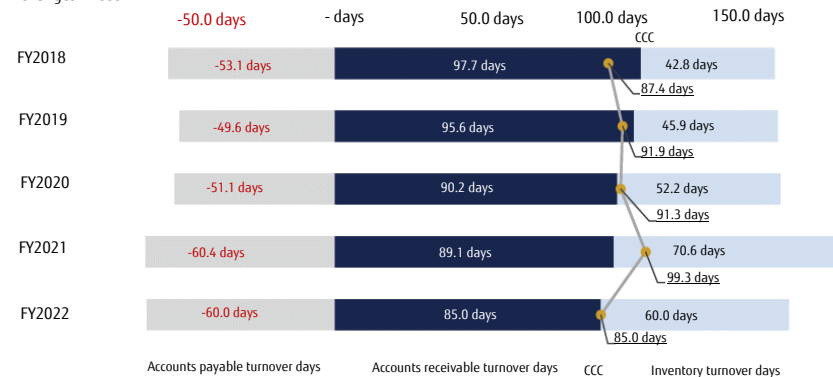 -50.0 days - days 50.0 days 100.0 days 150.0 days
CCC
FY2018 -53.1 days 97.7 days 42.8 days
87.4 days
FY2019 -49.6 days 95.6 days 45.9 days
91.9 days
FY2020 -51.1 days 90.2 days 52.2 days
91.3 days
FY2021 -60.4 days 89.1 days 70.6 days
99.3 days
FY2022 -60.0 days 85.0 days 60.0 days
85.0 days
Accounts payable turnover days Accounts receivable turnover days CCC Inventory turnover days